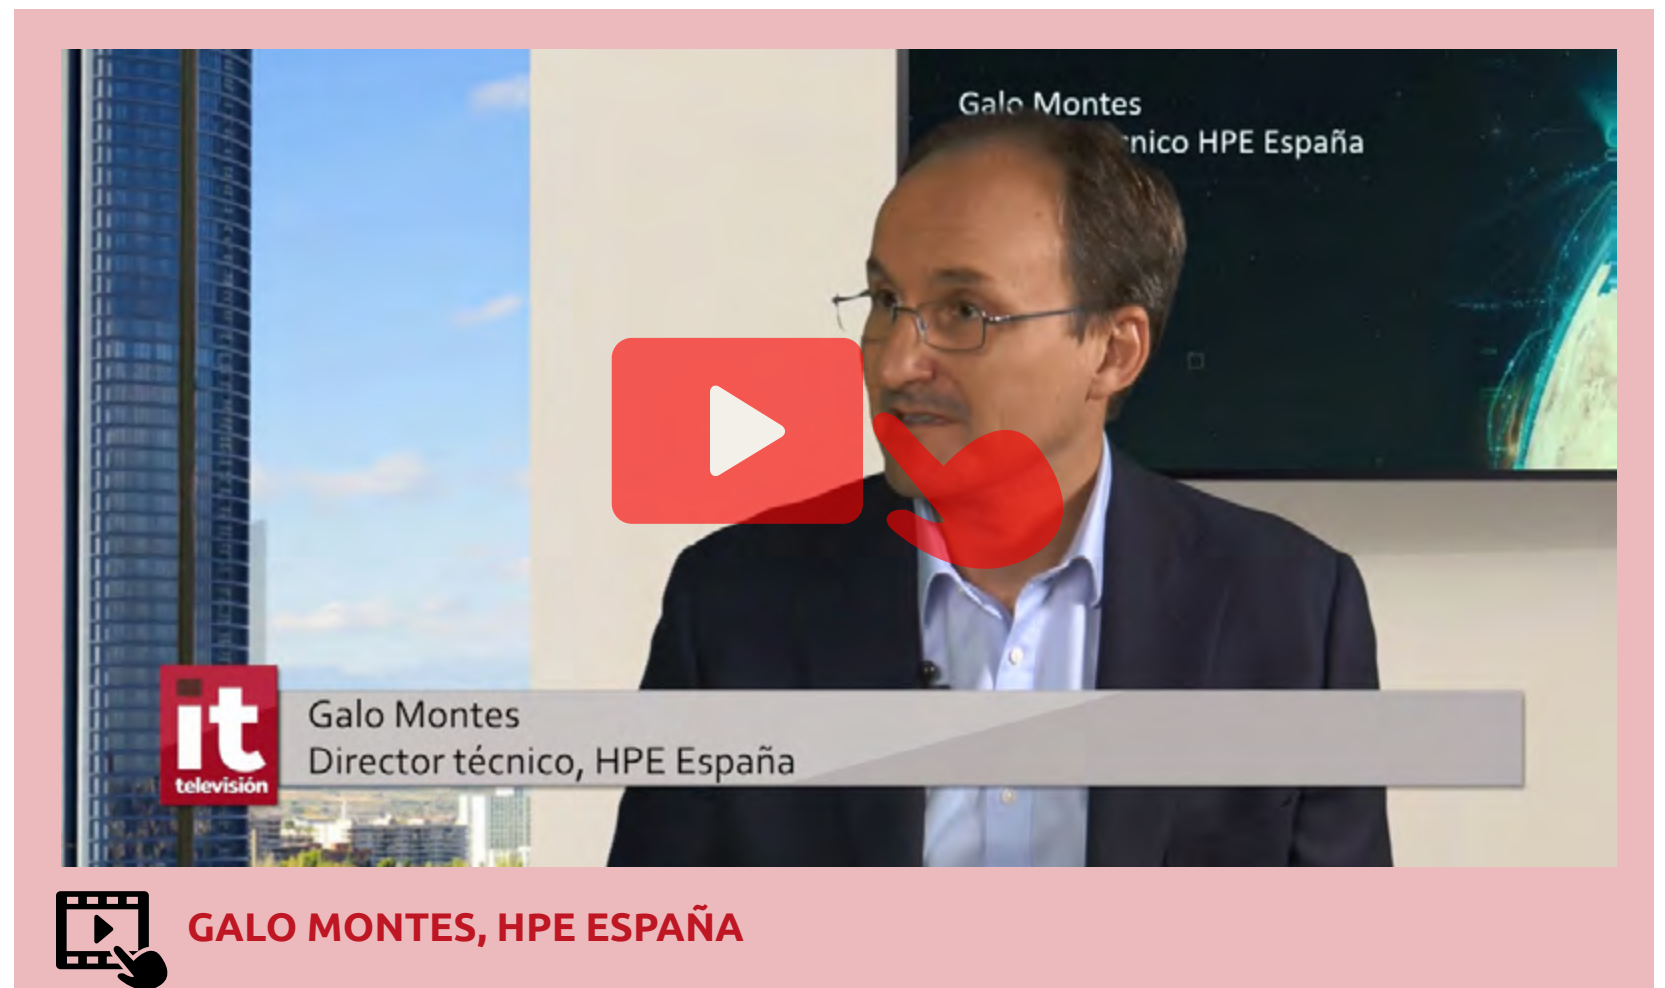 Galo Montes
nico HPE España
it
televisión
Galo Montes
Director técnico, HPE España
GALO MONTES, HPE ESPAÑA